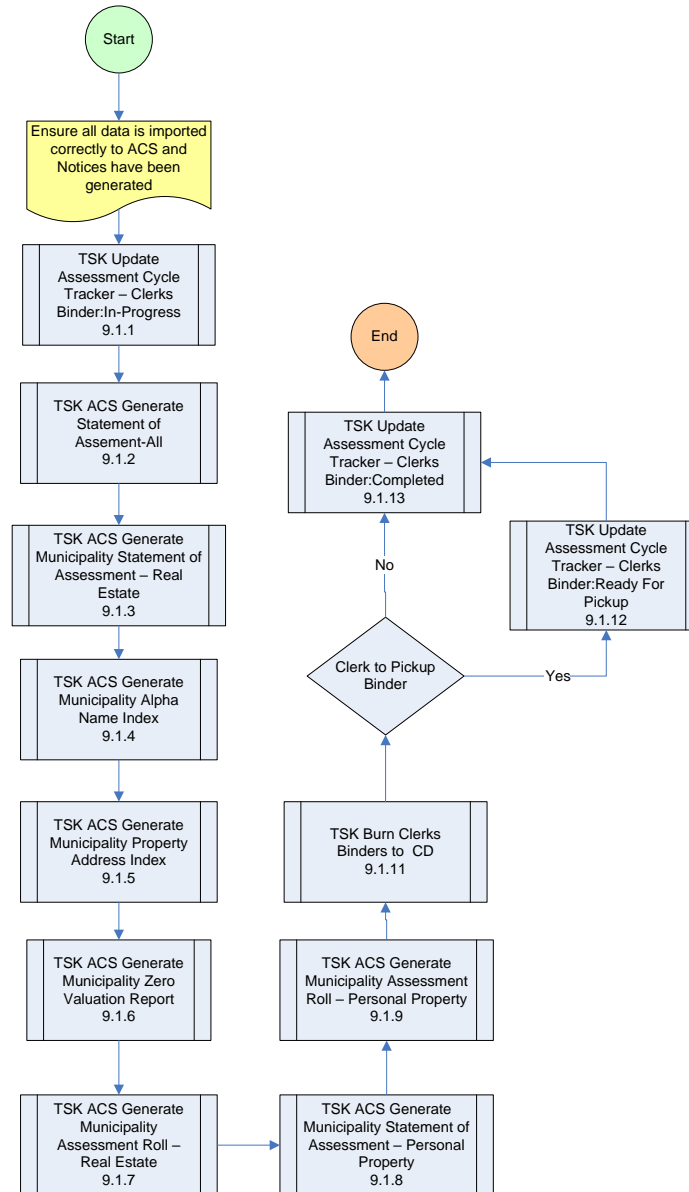 Start
Ensure all data is imported
correctly to ACS and
Notices have been
generated
TSK Update
Assessment Cycle
Tracker – Clerks
Binder:In-Progress
9.1.1
TSK ACS Generate
Statement of
Assement-All
9.1.2
TSK ACS Generate
Municipality Statement of
Assessment – Real
Estate
9.1.3
TSK ACS Generate
Municipality Alpha
Name Index
9.1.4
TSK ACS Generate
Municipality Property
Address Index
9.1.5
TSK ACS Generate
Municipality Zero
Valuation Report
9.1.6
TSK ACS Generate
Municipality
Assessment Roll –
Real Estate
9.1.7
TSK ACS Generate
Municipality Statement of
Assessment – Personal
Property
9.1.8
TSK ACS Generate
Municipality Assessment
Roll – Personal Property
9.1.9
TSK Burn Clerks
Binders to CD
9.1.11
Clerk to Pickup
Binder
Yes
TSK Update
Assessment Cycle
Tracker – Clerks
Binder:Ready For
Pickup
9.1.12
No
TSK Update
Assessment Cycle
Tracker – Clerks
Binder:Completed
9.1.13
End